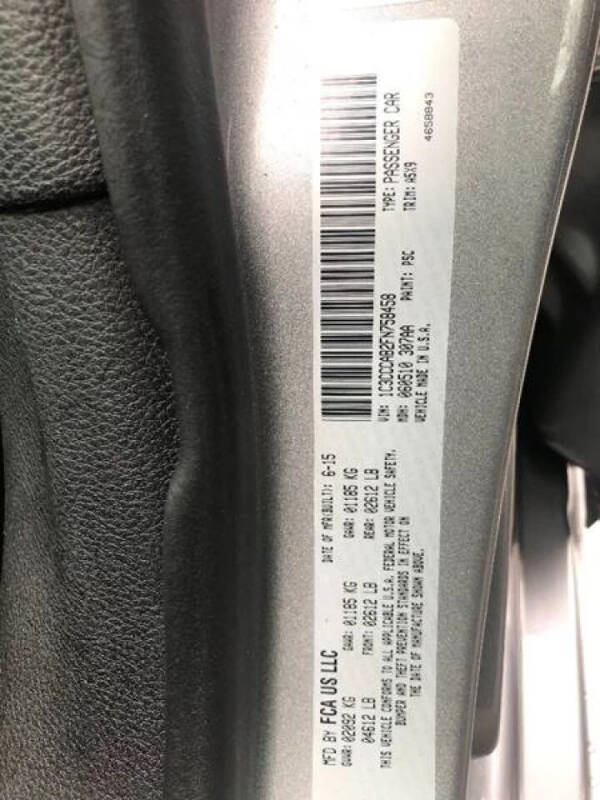 MFD BY FCA US LLC
DATE OF MFR(BUILT): 6-15
GVWR: 02092 KG
GAWR: 01185 KG
GAWR: 01185 KG
04612 LB
FRONT: 02612 LB
REAR: 02612 LB
THIS VEHICLE CONFORMS TO ALL APPLICABLE U.S.A. FEDERAL MOTOR VEHICLE SAFETY,
BUMPER AND THEFT PREVENTION STANDARDS IN EFFECT ON
THE DATE OF MANUFACTURE SHOWN ABOVE.
VIN: 1C3CCCAB2FN758458
TYPE: PASSENGER CAR
MDH: 060510 307AA
PAINT: PSC
TRIM: A5X9
VEHICLE MADE IN U.S.A.
4658843